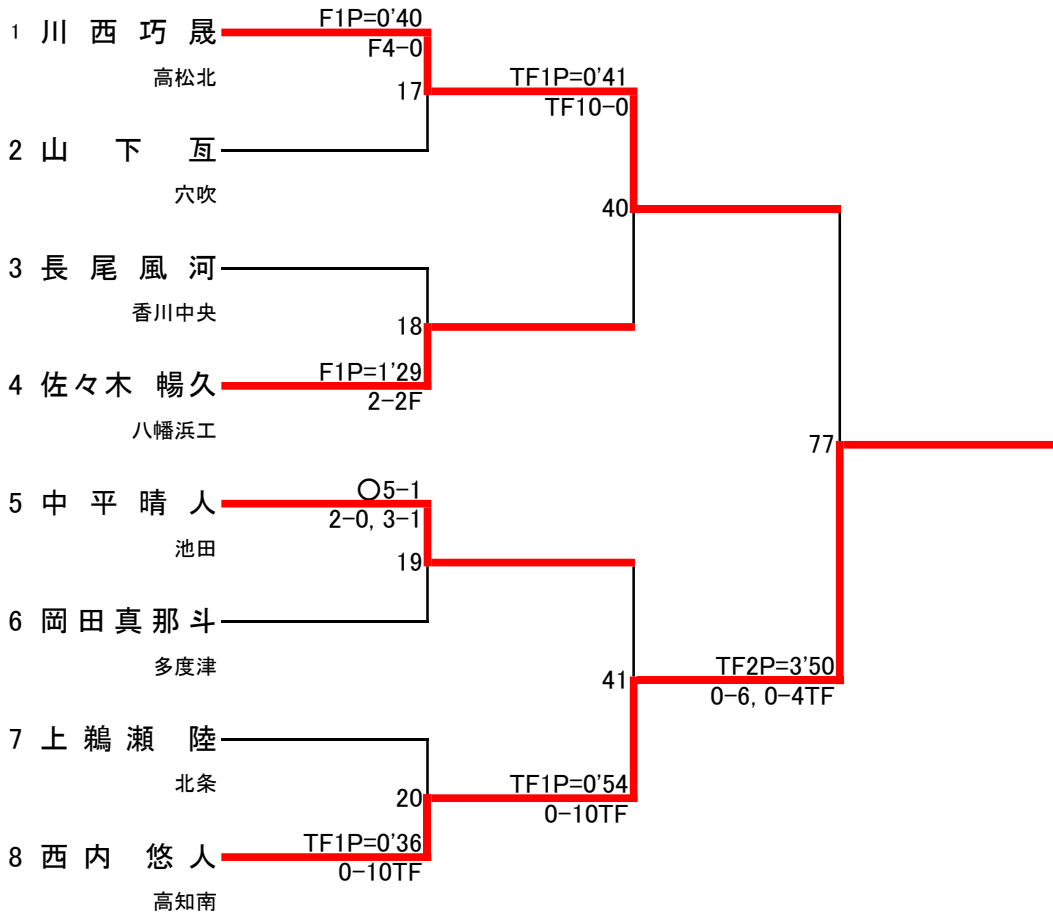 1 川西巧晟
高松北
F1P=0'40
F4-0
17
TF1P=0'41
TF10-0
2 山下亙
穴吹
40
3 長尾風河
香川中央
18
4 佐々木 暢久
八幡浜工
F1P=1'29
2-2F
77
5 中平晴人
池田
○5-1
2-0, 3-1
19
6 岡田真那斗
多度津
41
TF2P=3'50
0-6, 0-4TF
7 上鵜瀬 陸
北条
20
TF1P=0'54
0-10TF
8 西内 悠人
高知南
TF1P=0'36
0-10TF